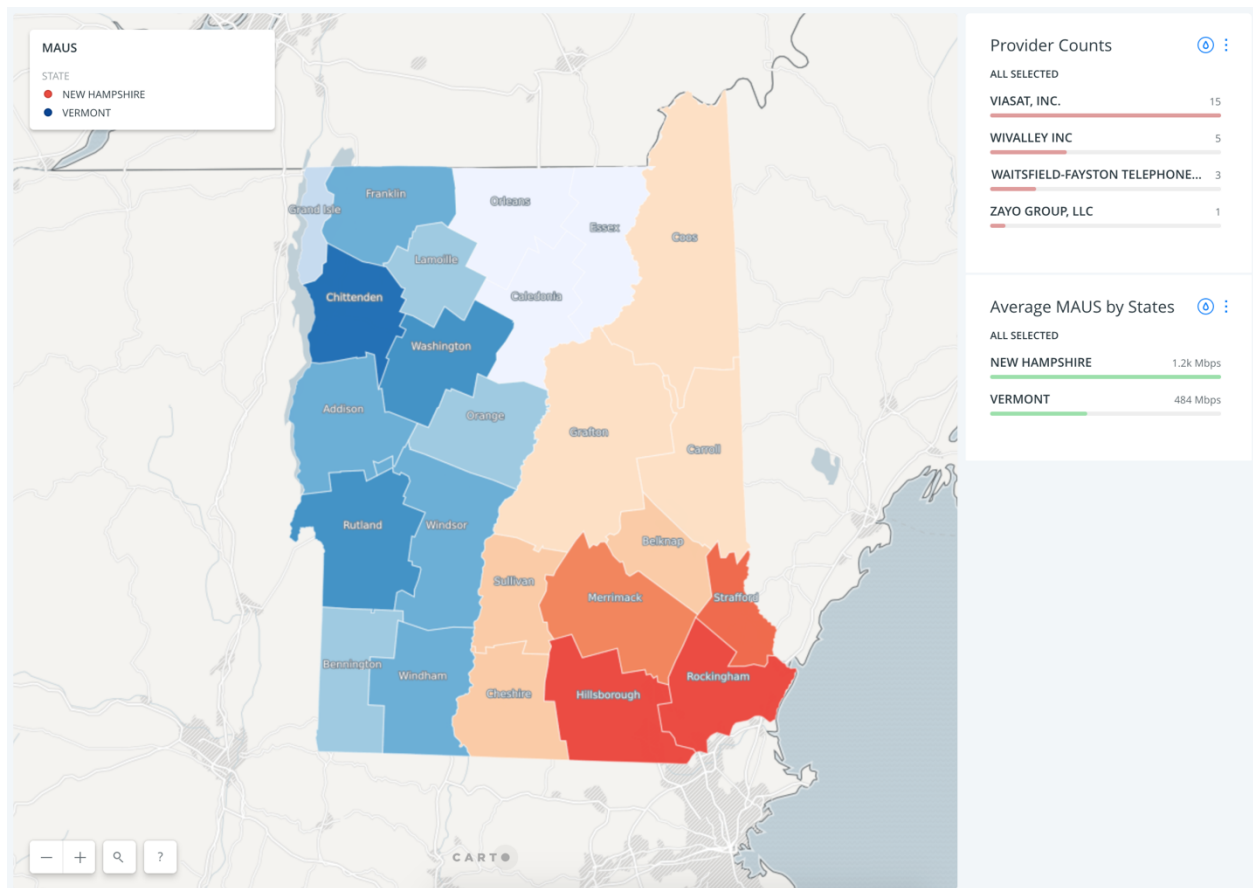 MAUS
STATE
NEW HAMPSHIRE
VERMONT
Franklin
Grand Isle
Orleans
Essex
Coos
Lamoille
Chittenden
Caledonia
Washington
Addison
Orange
Grafton
Carroll
Rutland
Windsor
Belknap
Sullivan
Merrimack
Strafford
Bennington
Windham
Cheshire
Hillsborough
Rockingham
− + ?
CARTO
Provider Counts
ALL SELECTED
VIASAT, INC. 15
WIVALLEY INC 5
WAITSFIELD-FAYSTON TELEPHONE... 3
ZAYO GROUP, LLC 1
Average MAUS by States
ALL SELECTED
NEW HAMPSHIRE 1.2k Mbps
VERMONT 484 Mbps